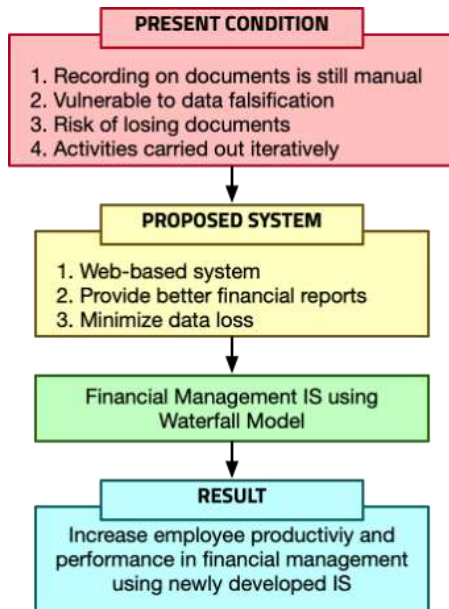 PRESENT CONDITION
1. Recording on documents is still manual
2. Vulnerable to data falsification
3. Risk of losing documents
4. Activities carried out iteratively
PROPOSED SYSTEM
1. Web-based system
2. Provide better financial reports
3. Minimize data loss
Financial Management IS using
Waterfall Model
RESULT
Increase employee productiviy and
performance in financial management
using newly developed IS